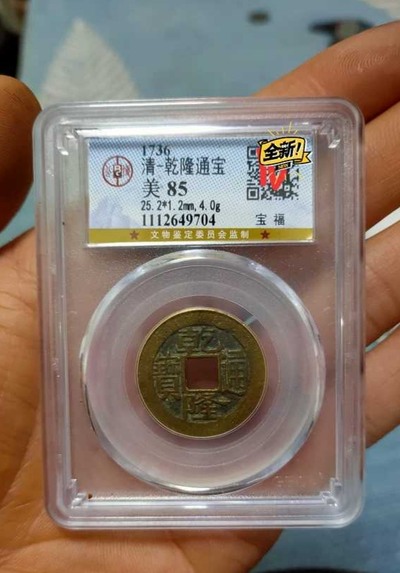 1736
清-乾隆通宝
美 85
25.2*1.2mm,4.0g
1112649704
宝福
★ 文物鉴定委员会监制 ★
全新!
乾隆通寶